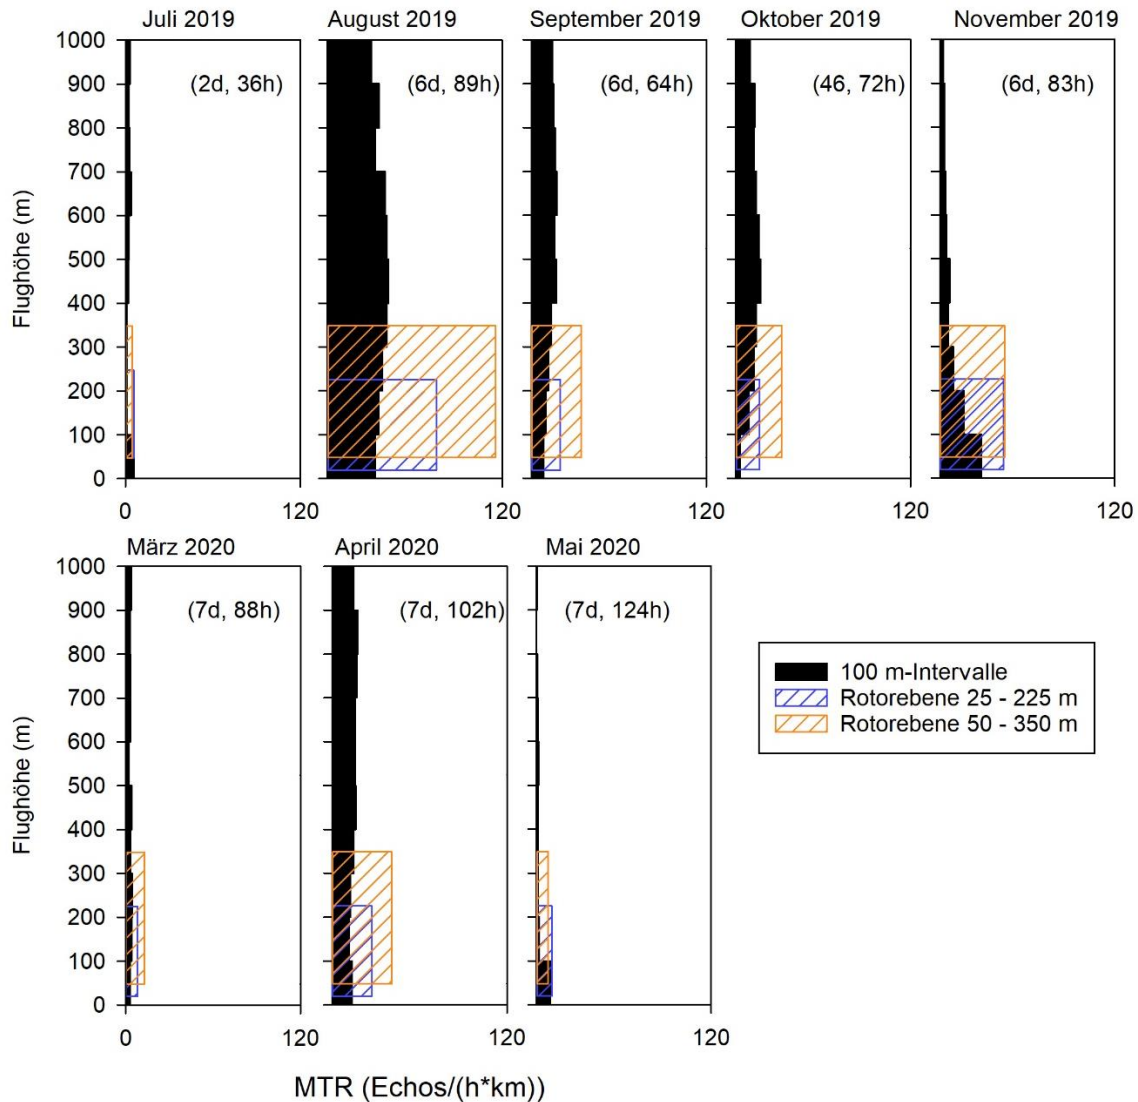 Juli 2019 August 2019 September 2019 Oktober 2019 November 2019
1000
900 (2d, 36h) (6d, 89h) (6d, 64h) (46, 72h) (6d, 83h)
800
700
600
Flughöhe (m)
500
400
300
200
100
0
0 120 120 120 120 120
März 2020 April 2020 Mai 2020
1000
900 (7d, 88h) (7d, 102h) (7d, 124h)
800
700
600
Flughöhe (m)
500
400
300
200
100
0
0 120 120 120
100 m-Intervalle
Rotorebene 25 - 225 m
Rotorebene 50 - 350 m
MTR (Echos/(h*km))